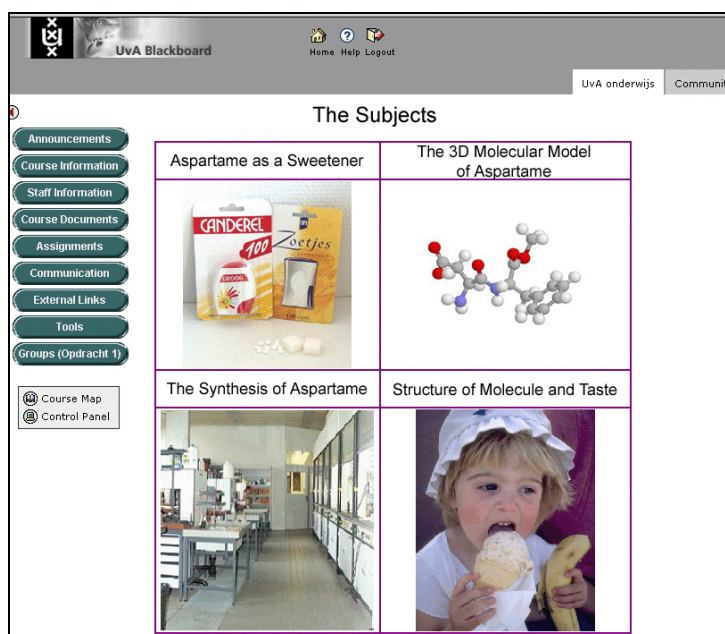 UvA Blackboard
Home Help Logout
UvA onderwijs
Communit
The Subjects
Announcements
Course Information
Staff Information
Course Documents
Assignments
Communication
External Links
Tools
Groups (Opdracht 1)
Course Map
Control Panel
Aspartame as a Sweetener
The 3D Molecular Model
of Aspartame
CANDEREL
100
Zoetjes
The Synthesis of Aspartame
Structure of Molecule and Taste